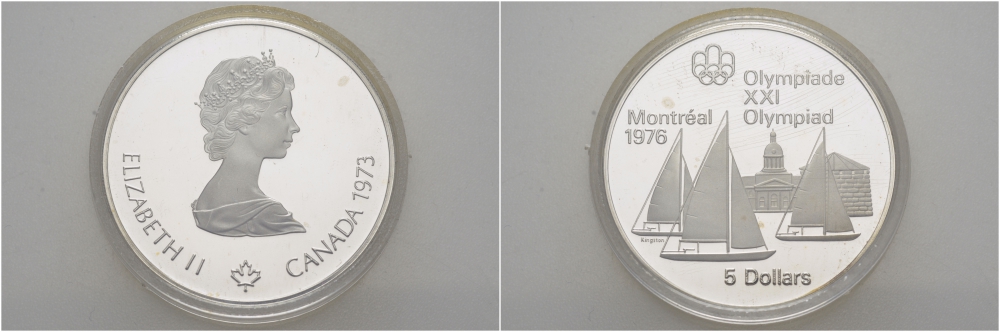 ELIZABETH II
CANADA 1973
Olympiade
XXI
Montréal Olympiad
1976
Kingston
5 Dollars